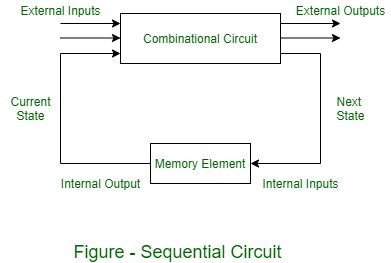 External Inputs
External Outputs
Combinational Circuit
Current
State
Next
State
Memory Element
Internal Output
Internal Inputs
Figure - Sequential Circuit